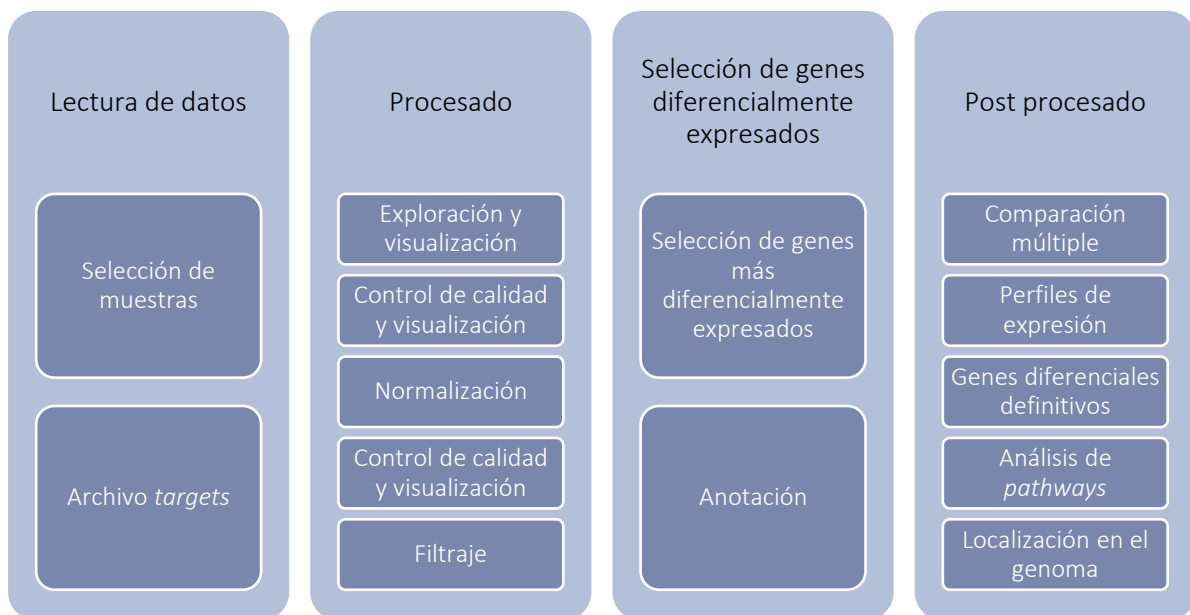 Lectura de datos
Selección de
muestras
Archivo targets
Procesado
Exploración y
visualización
Control de calidad
y visualización
Normalización
Control de calidad
y visualización
Filtraje
Selección de genes
diferencialmente
expresados
Selección de genes
más
diferencialmente
expresados
Anotación
Post procesado
Comparación
múltiple
Perfiles de
expresión
Genes diferenciales
definitivos
Análisis de
pathways
Localización en el
genoma